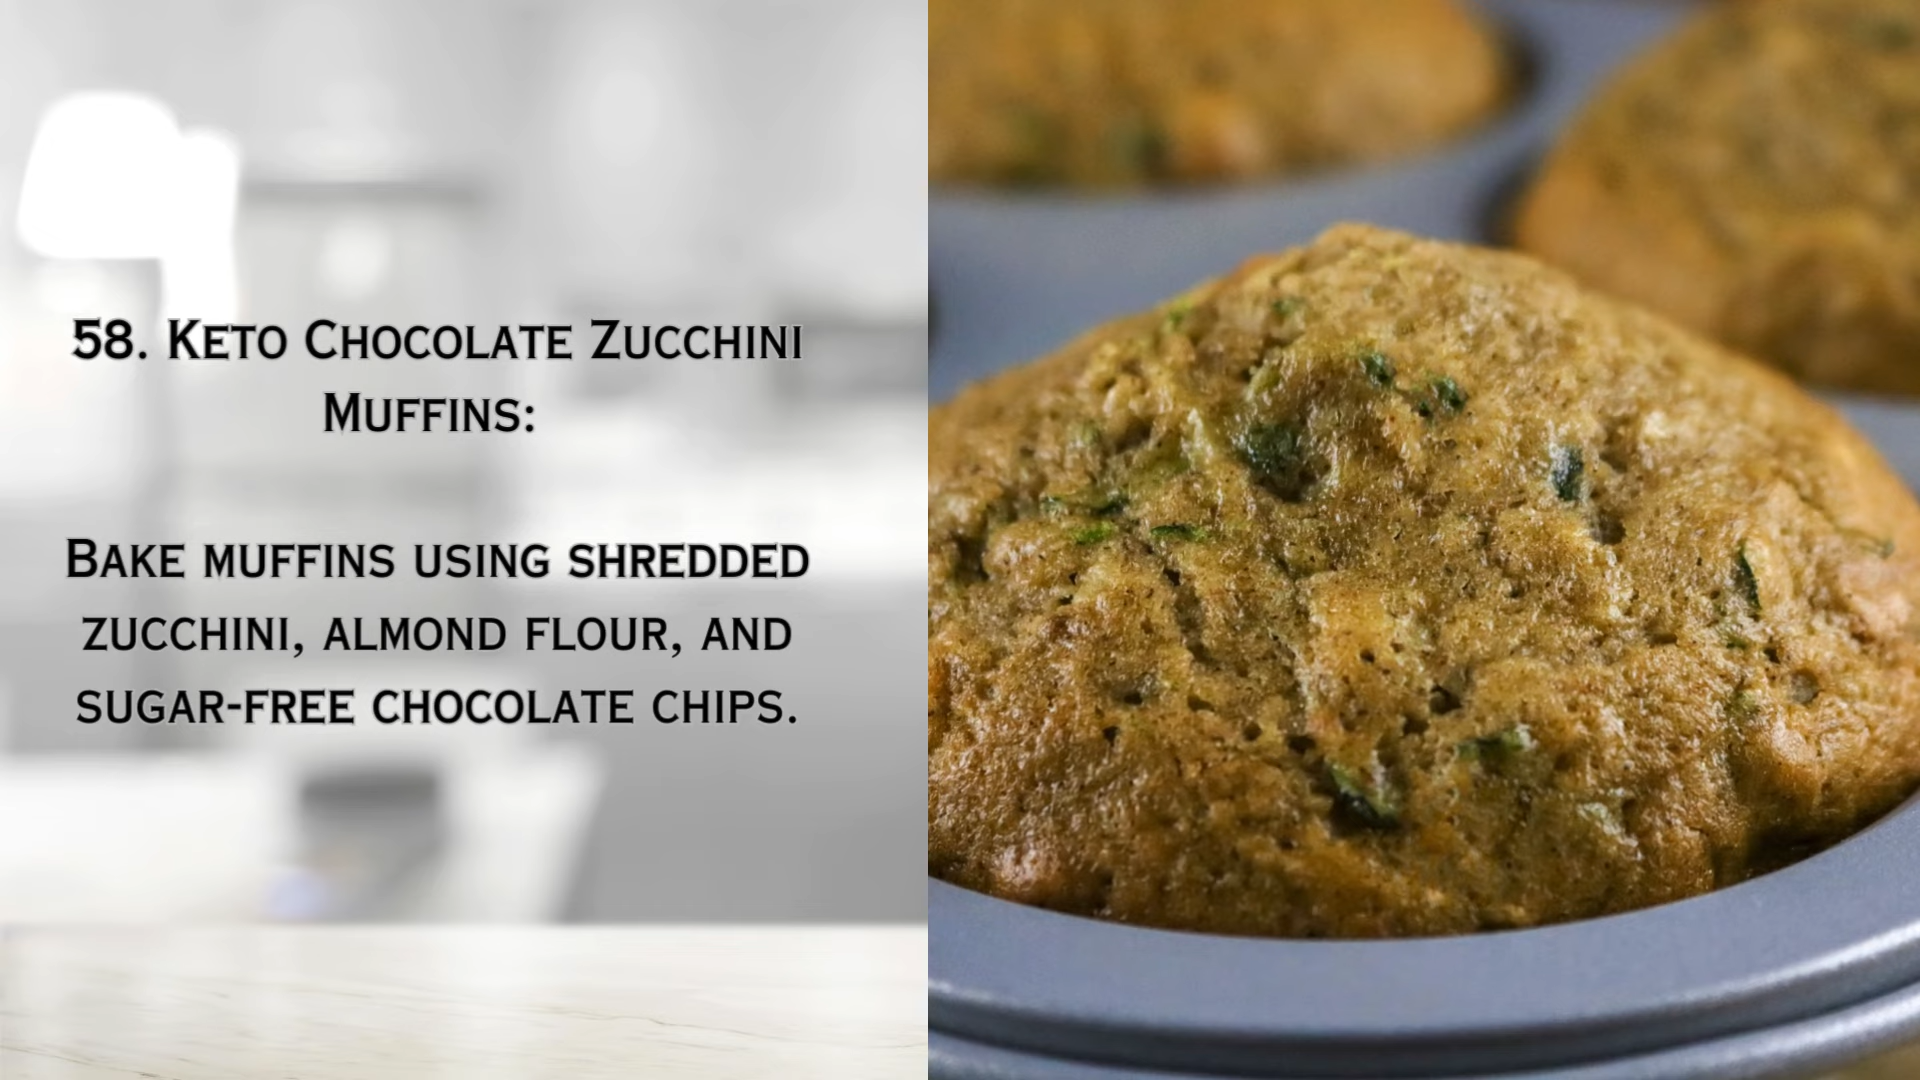 58. Keto Chocolate Zucchini
Muffins:
Bake muffins using shredded
zucchini, almond flour, and
sugar-free chocolate chips.